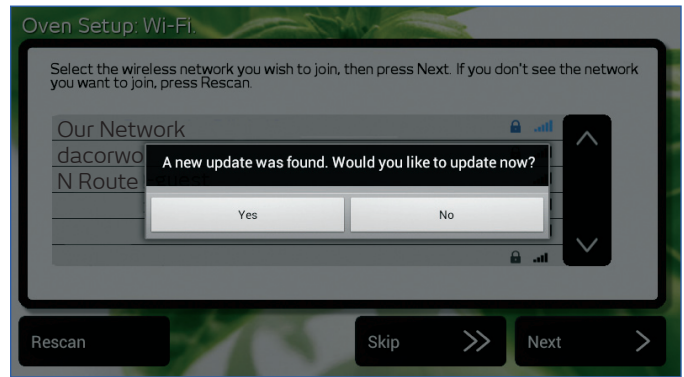 Oven Setup: Wi-Fi.
Select the wireless network you wish to join, then press Next. If you don't see the network
you want to join, press Rescan.
Our Network
dacorwo
A new update was found. Would you like to update now?
N Route
Yes
No
Rescan
Skip
Next